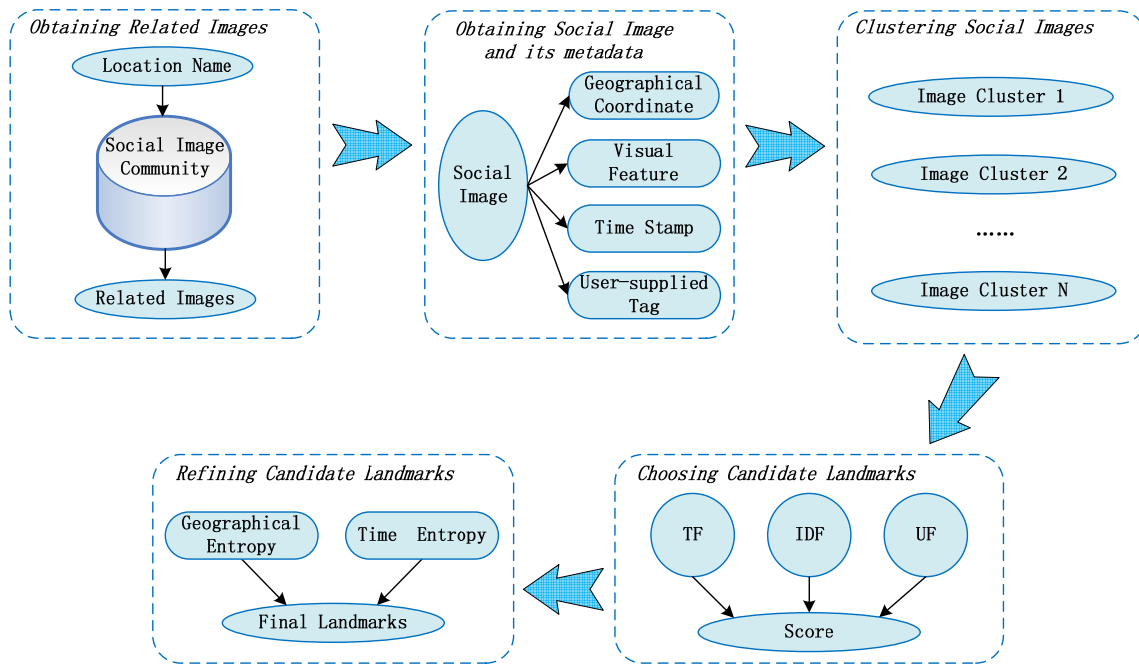 Obtaining Related Images
Location Name
Social Image
Community
Related Images
Obtaining Social Image
and its metadata
Social
Image
Geographical
Coordinate
Visual
Feature
Time Stamp
User-supplied
Tag
Clustering Social Images
Image Cluster 1
Image Cluster 2
......
Image Cluster N
Choosing Candidate Landmarks
TF
IDF
UF
Score
Refining Candidate Landmarks
Geographical
Entropy
Time Entropy
Final Landmarks